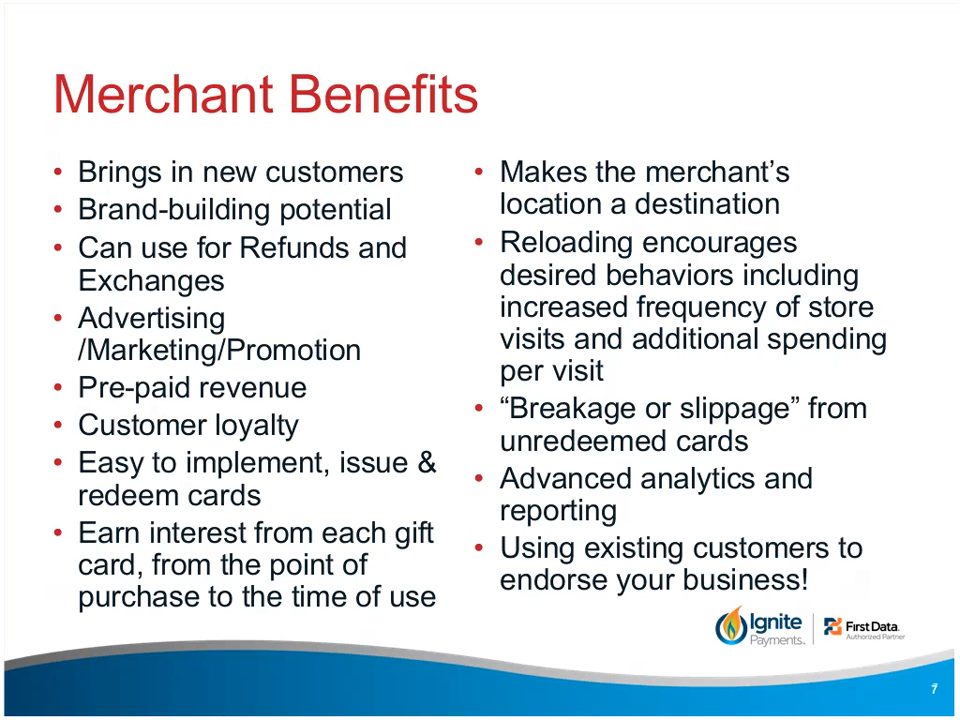 Merchant Benefits
• Brings in new customers
• Brand-building potential
• Can use for Refunds and
Exchanges
• Advertising
/Marketing/Promotion
• Pre-paid revenue
• Customer loyalty
• Easy to implement, issue &
redeem cards
• Earn interest from each gift
card, from the point of
purchase to the time of use
• Makes the merchant’s
location a destination
• Reloading encourages
desired behaviors including
increased frequency of store
visits and additional spending
per visit
• “Breakage or slippage” from
unredeemed cards
• Advanced analytics and
reporting
• Using existing customers to
endorse your business!
Ignite
Payments
First Data.
Authorized Partner
7